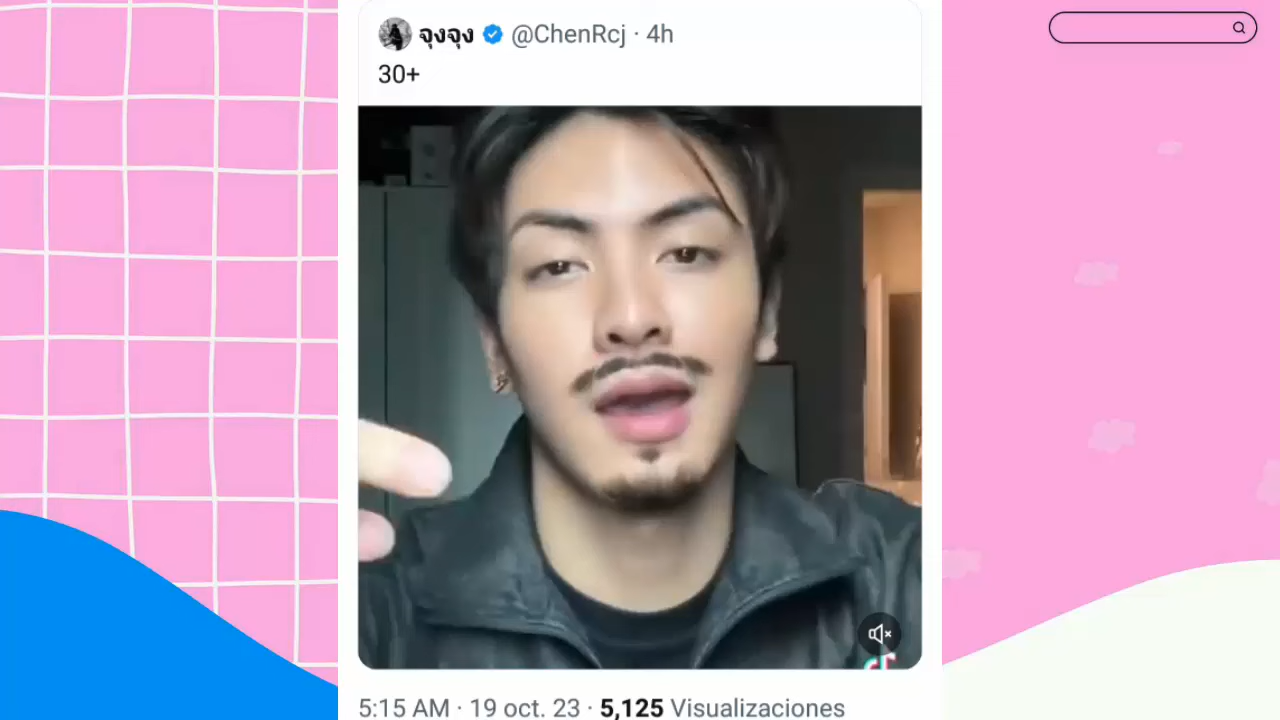 จุงจุง @ChenRcj · 4h
30+
5:15 AM · 19 oct. 23 · 5,125 Visualizaciones